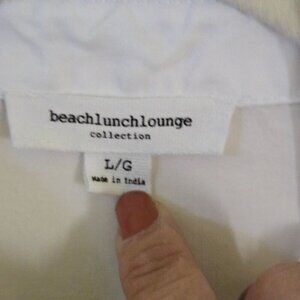 beachlunchlounge
collection
L/G
Made in India